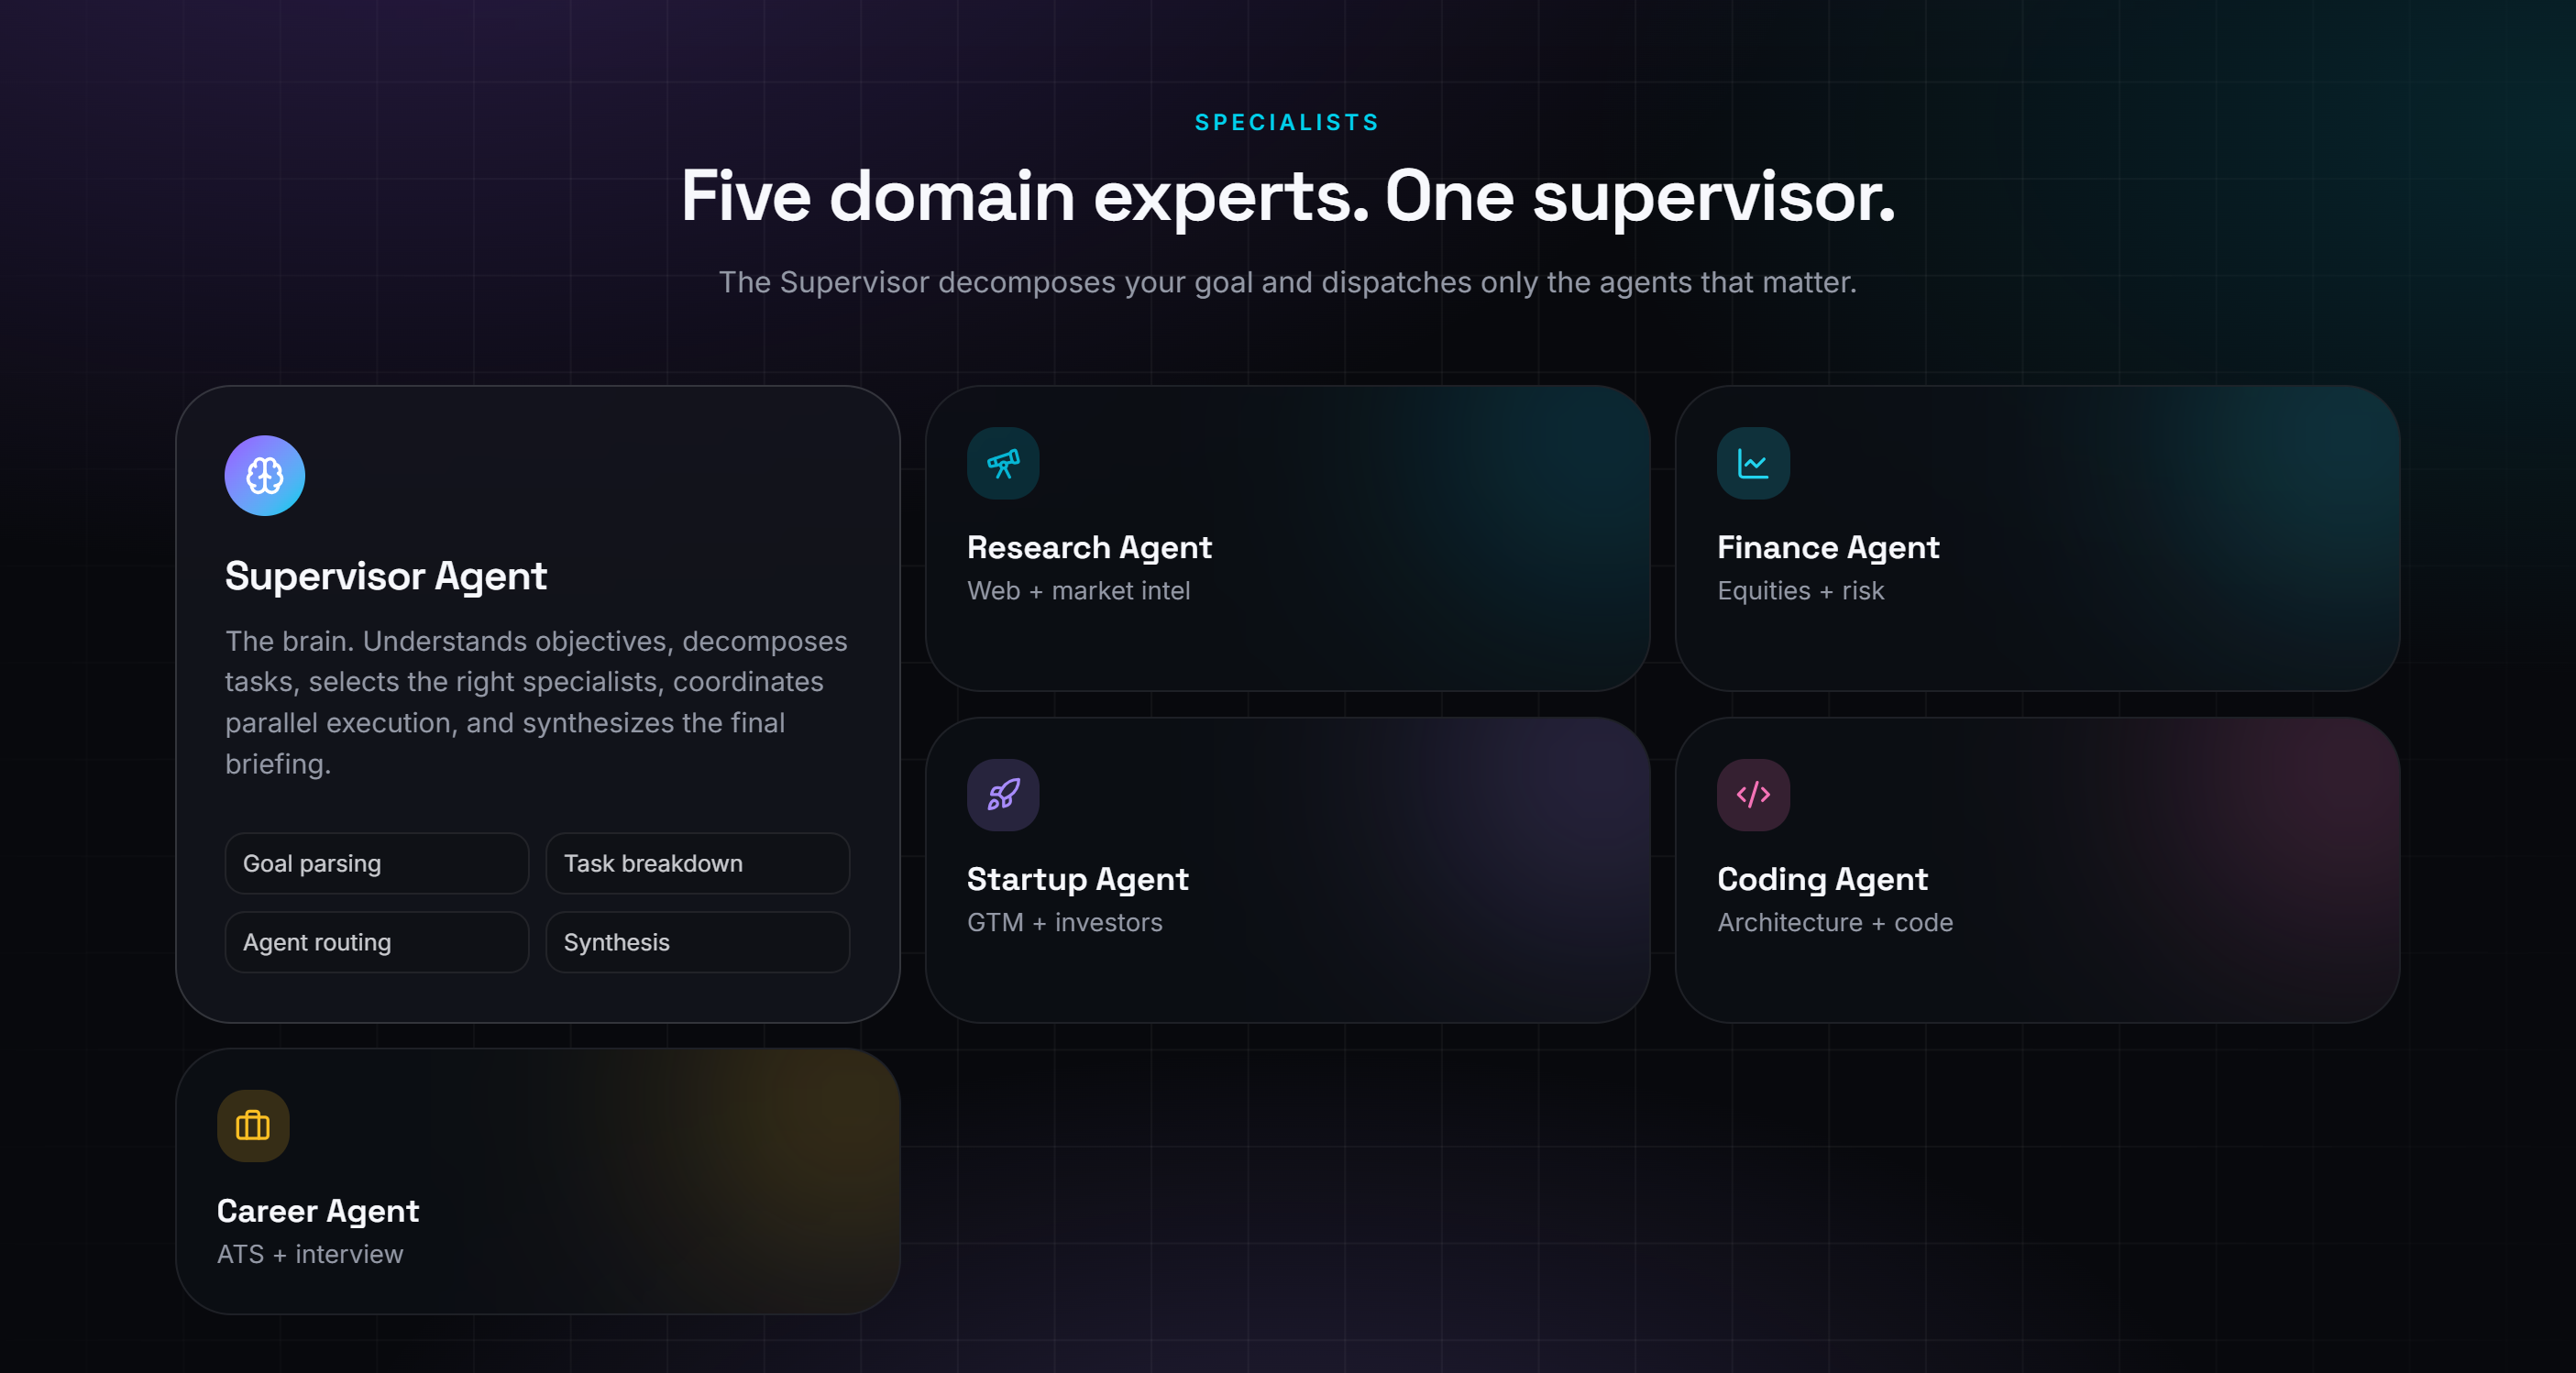 SPECIALISTS
Five domain experts. One supervisor.
The Supervisor decomposes your goal and dispatches only the agents that matter.
Supervisor Agent
The brain. Understands objectives, decomposes
tasks, selects the right specialists, coordinates
parallel execution, and synthesizes the final
briefing.
Goal parsing
Task breakdown
Agent routing
Synthesis
Research Agent
Web + market intel
Finance Agent
Equities + risk
Startup Agent
GTM + investors
Coding Agent
Architecture + code
Career Agent
ATS + interview